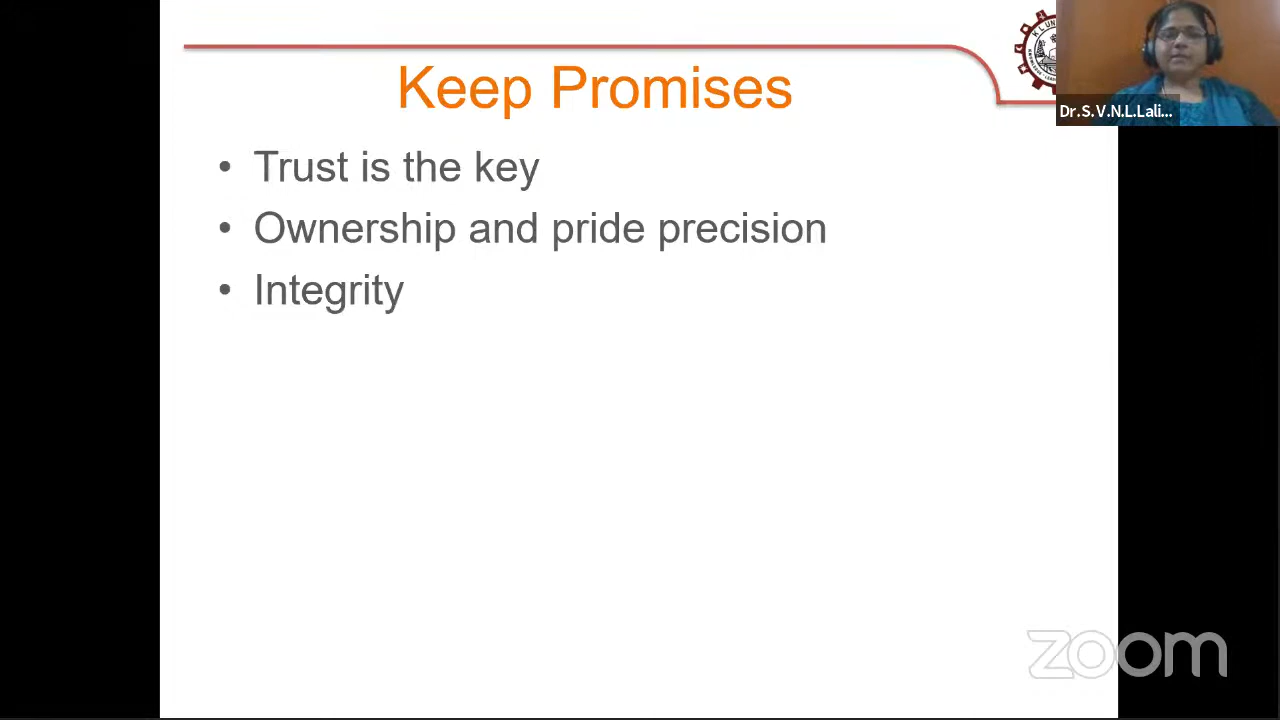 Keep Promises
• Trust is the key
• Ownership and pride precision
• Integrity
Dr.S.V.N.L.Lali...
zoom